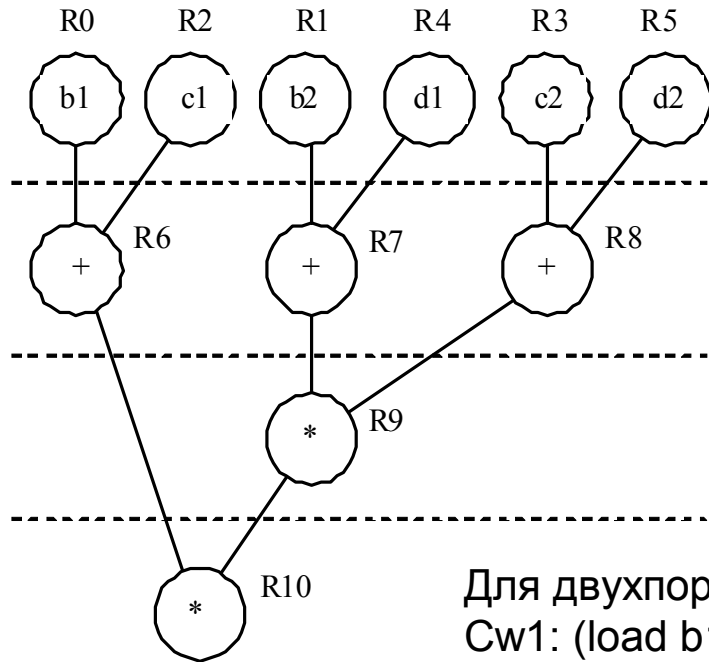 R0 R2 R1 R4 R3 R5
b1 c1 b2 d1 c2 d2
R6 R7 R8
+ + +
* R9
* R10
Для
Cw1: (load